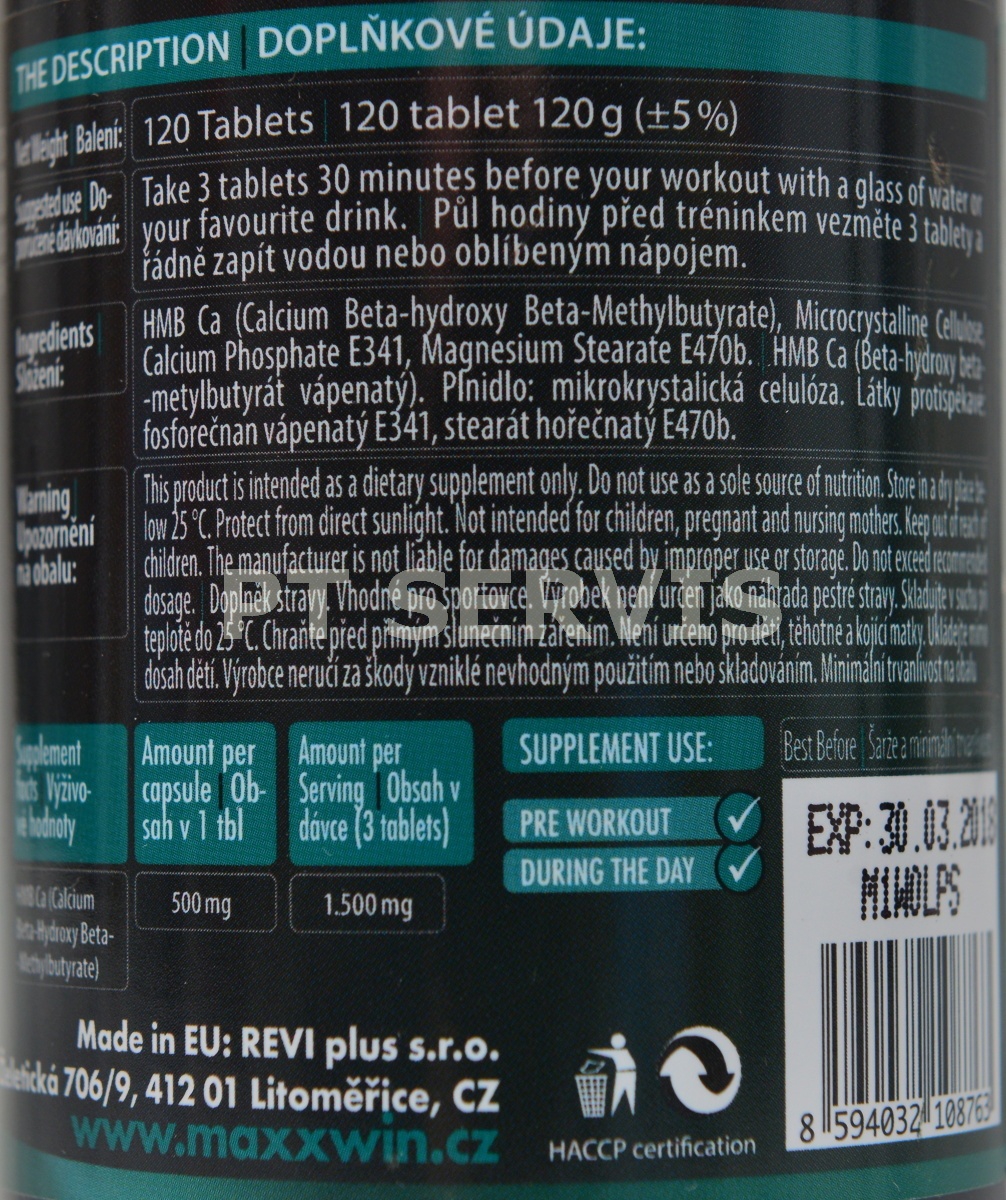 THE DESCRIPTION | DOPLŇKOVÉ ÚDAJE:
Net Weight | Balení:
120 Tablets | 120 tablet 120 g (±5 %)
Suggested use | Do-
poručené dávkování:
Take 3 tablets 30 minutes before your workout with a glass of water or
your favourite drink. | Půl hodiny před tréninkem vezměte 3 tablety a
řádně zapít vodou nebo oblíbeným nápojem.
Ingredients |
Složení:
HMB Ca (Calcium Beta-hydroxy Beta-Methylbutyrate), Microcrystalline Cellulose,
Calcium Phosphate E341, Magnesium Stearate E470b. | HMB Ca (Beta-hydroxy beta-
-metylbutyrát vápenatý). Plnidlo: mikrokrystalická celulóza. Látky protispékavé:
fosforečnan vápenatý E341, stearát hořečnatý E470b.
Warning |
Upozornění
na obalu:
This product is intended as a dietary supplement only. Do not use as a sole source of nutrition. Store in a dry place be-
low 25 °C. Protect from direct sunlight. Not intended for children, pregnant and nursing mothers. Keep out of reach of
children. The manufacturer is not liable for damages caused by improper use or storage. Do not exceed recommended
dosage. | Doplněk stravy. Vhodné pro sportovce. Výrobek není určen jako náhrada pestré stravy. Skladujte v suchu při
teplotě do 25 °C. Chraňte před přímým slunečním zářením. Není určeno pro děti, těhotné a kojící matky. Ukládejte mimo
dosah dětí. Výrobce neručí za škody vzniklé nevhodným použitím nebo skladováním. Minimální trvanlivost na obalu
PT SERVIS
Supplement
facts | Výživo-
vé hodnoty
Amount per
capsule | Ob-
sah v 1 tbl
Amount per
Serving | Obsah v
dávce (3 tablets)
HMB Ca (Calcium
Beta-Hydroxy Beta-
-Methylbutyrate)
500 mg
1.500 mg
SUPPLEMENT USE:
PRE WORKOUT
DURING THE DAY
Best Before | Šarže a minimální
EXP: 30.03.2018
M1WOLPS
8 594032 108763
Made in EU: REVI plus s.r.o.
706/9, 412 01 Litoměřice, CZ
www.maxxwin.cz
HACCP certification